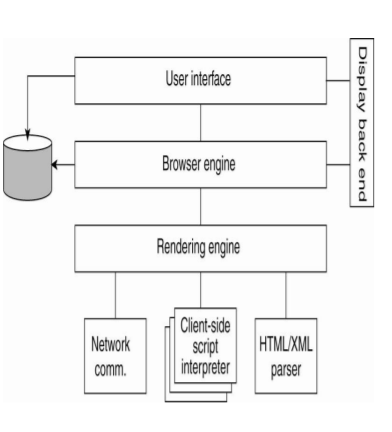 User interface
Display back end
Browser engine
Rendering engine
Network
comm.
Client-side
script
interpreter
HTML/XML
parser